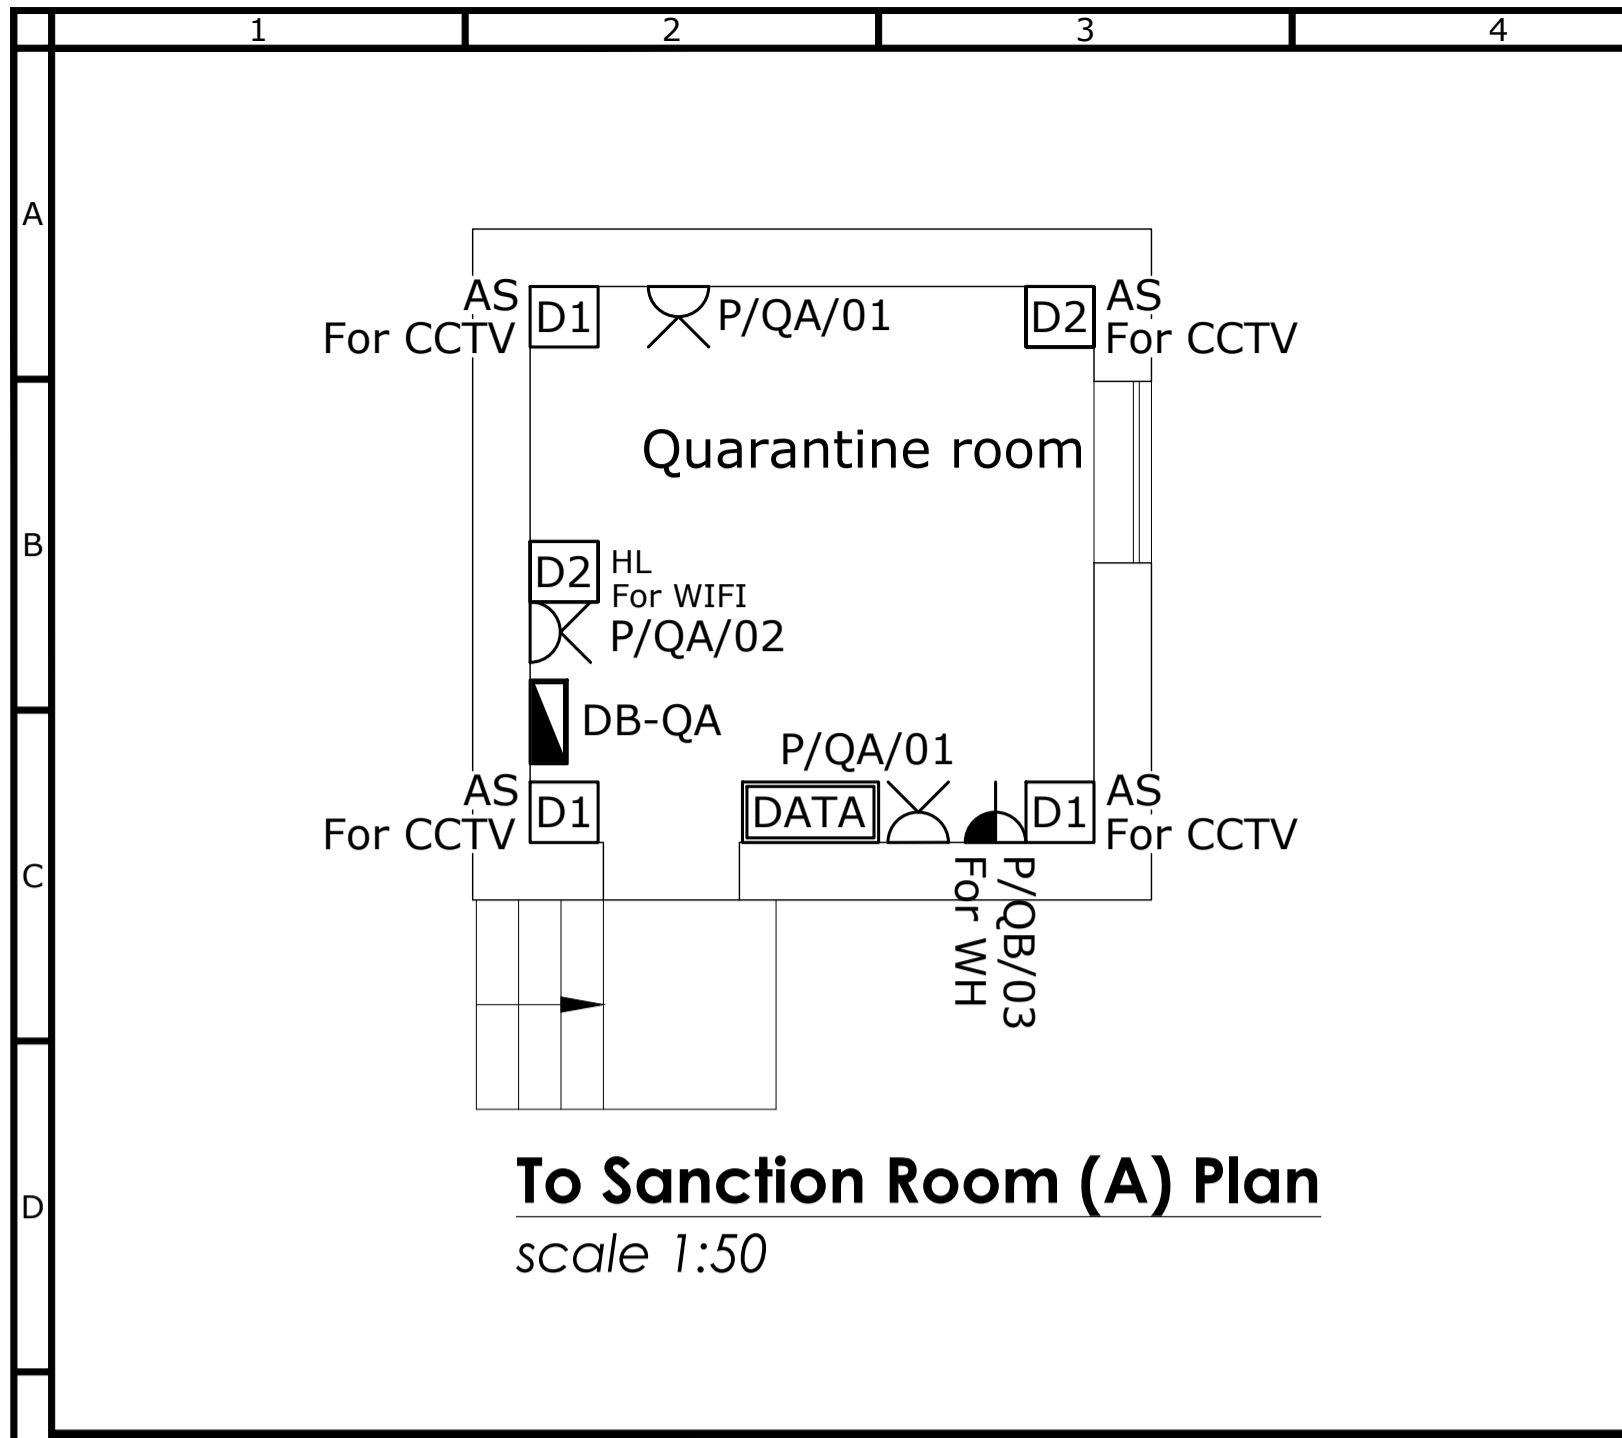 1
2
3
4
A
B
C
D
AS
For CCTV
D1
P/QA/01
D2
AS
For CCTV
Quarantine room
D2
HL
For WIFI
P/QA/02
DB-QA
P/QA/01
AS
For CCTV
D1
DATA
D1
AS
For CCTV
P/QB/03
For WH
To Sanction Room (A) Plan
scale 1:50